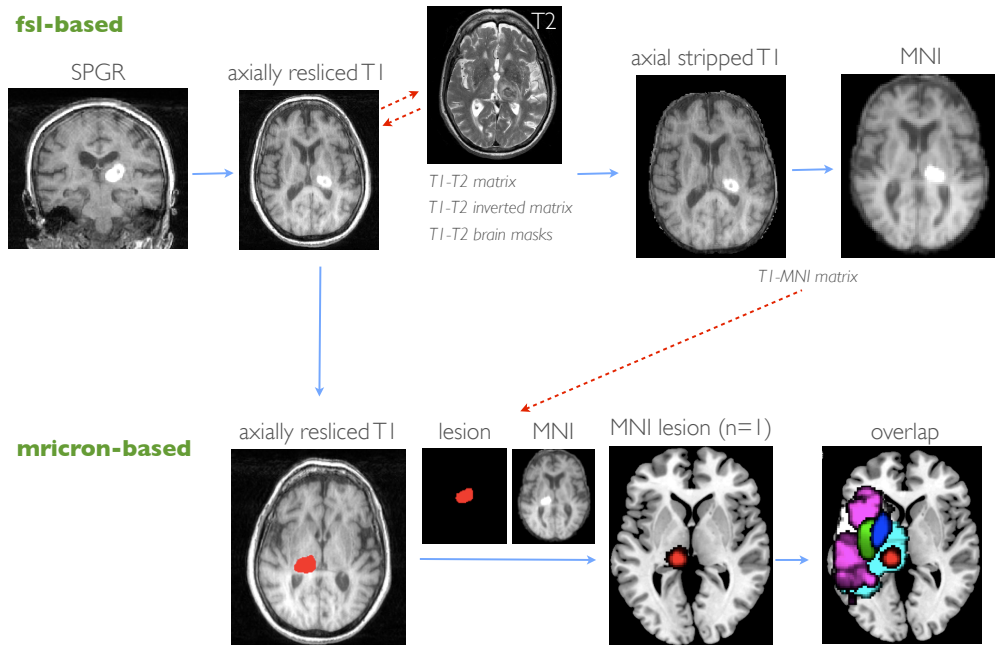 fsl-based
SPGR
axially resliced T1
T2
axial stripped T1
MNI
T1-T2 matrix
T1-T2 inverted matrix
T1-T2 brain masks
T1-MNI matrix
mricron-based
axially resliced T1
lesion
MNI
MNI lesion (n=1)
overlap